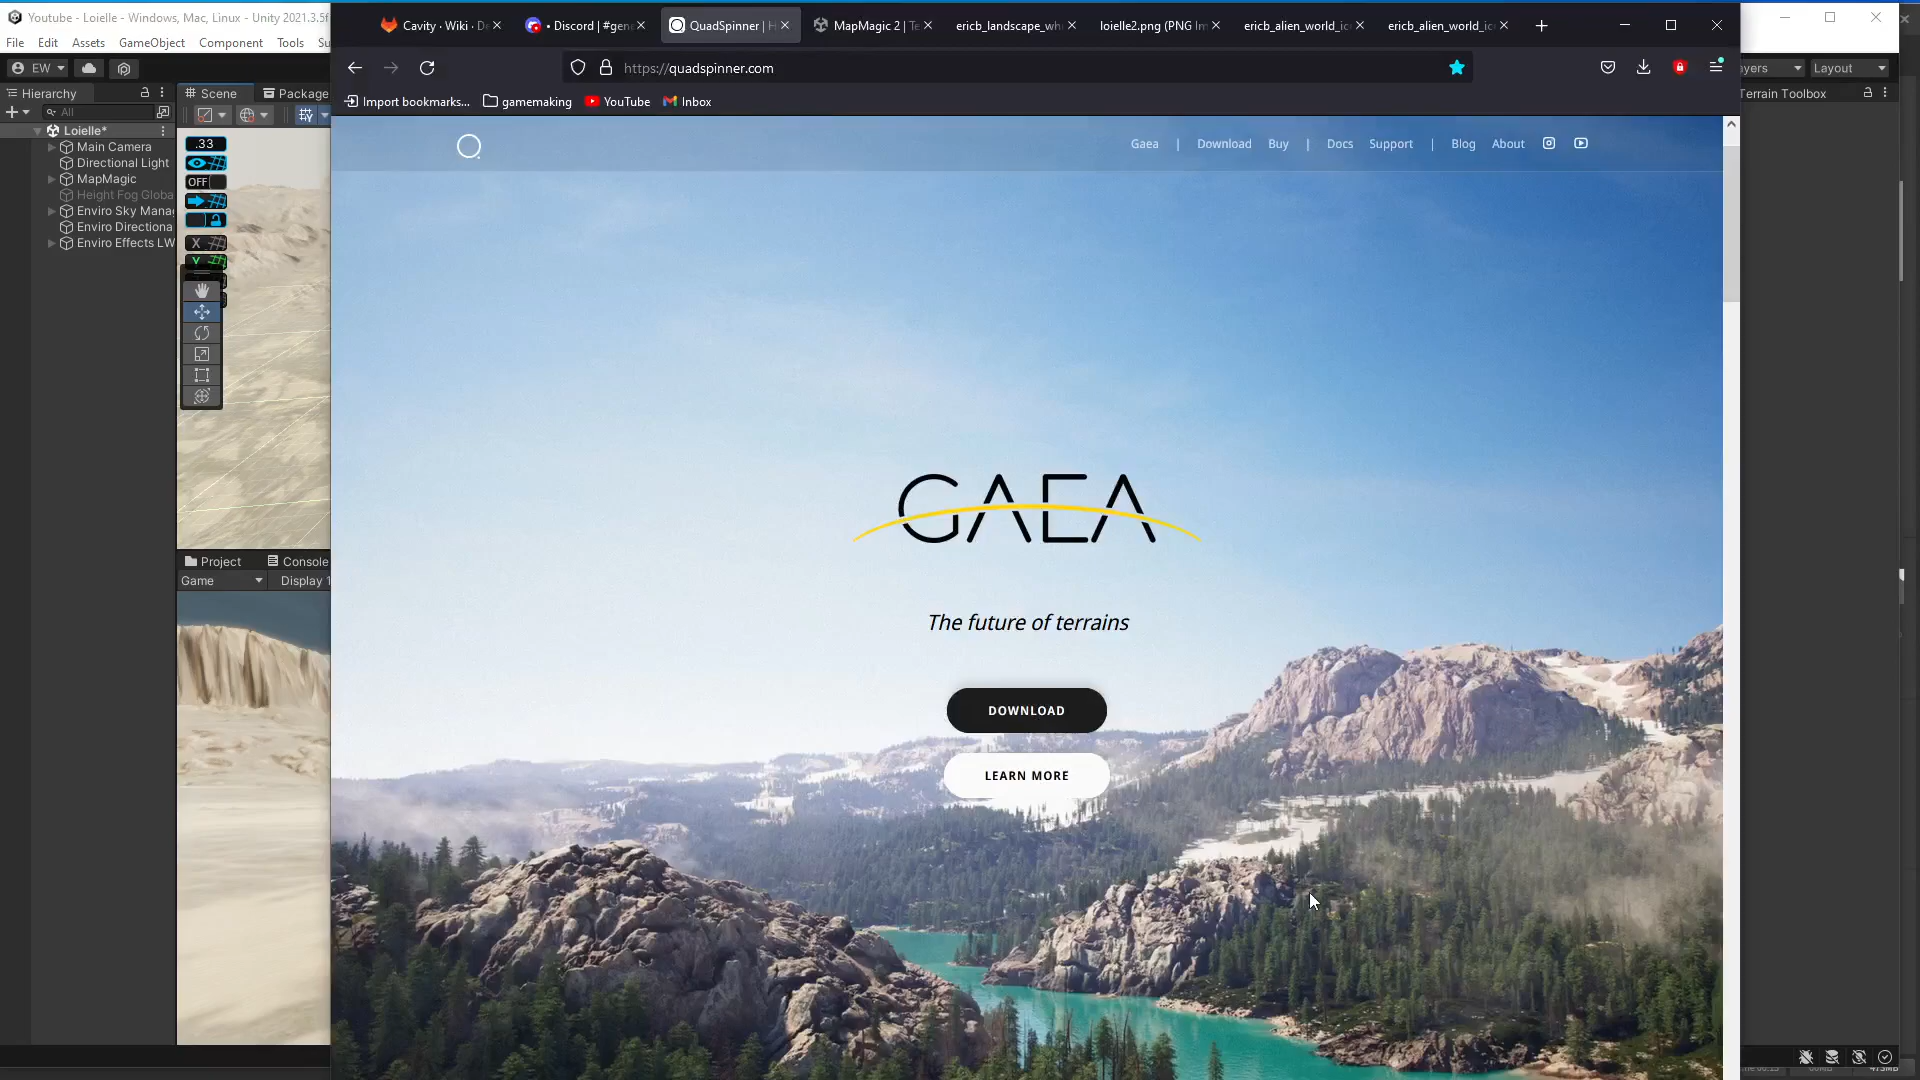 Youtube - Loielle - Windows, Mac, Linux - Unity 2021.3.5f
File Edit Assets GameObject Component Tools
EW
Layout
Hierarchy
All
Loielle*
Main Camera
Directional Light
MapMagic
Height Fog Globa
Enviro Sky Mana
Enviro Directiona
Enviro Effects LW
Scene
Package
.33
OFF
X
Y
Project
Console
Game
Display 1
Terrain Toolbox
Cavity · Wiki · De
• Discord | #gene
QuadSpinner | H
MapMagic 2 | Te
ericb_landscape_wh
loielle2.png (PNG Im
ericb_alien_world_ic
ericb_alien_world_ic
https://quadspinner.com
Import bookmarks...
gamemaking
YouTube
Inbox
Gaea | Download Buy | Docs Support | Blog About
GAEA
The future of terrains
DOWNLOAD
LEARN MORE